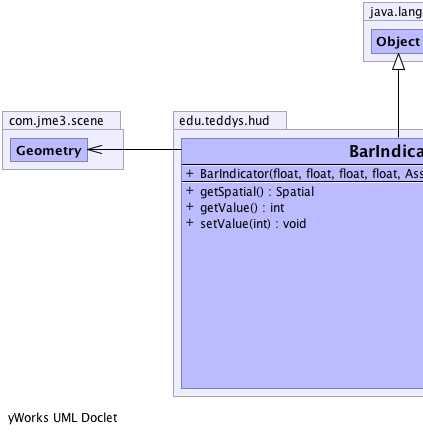 java.lang
Object
com.jme3.scene
Geometry
edu.teddys.hud
BarIndica
+ BarIndicator(float, float, float, float, Ass
+ getSpatial() : Spatial
+ getValue() : int
+ setValue(int) : void
yWorks UML Doclet